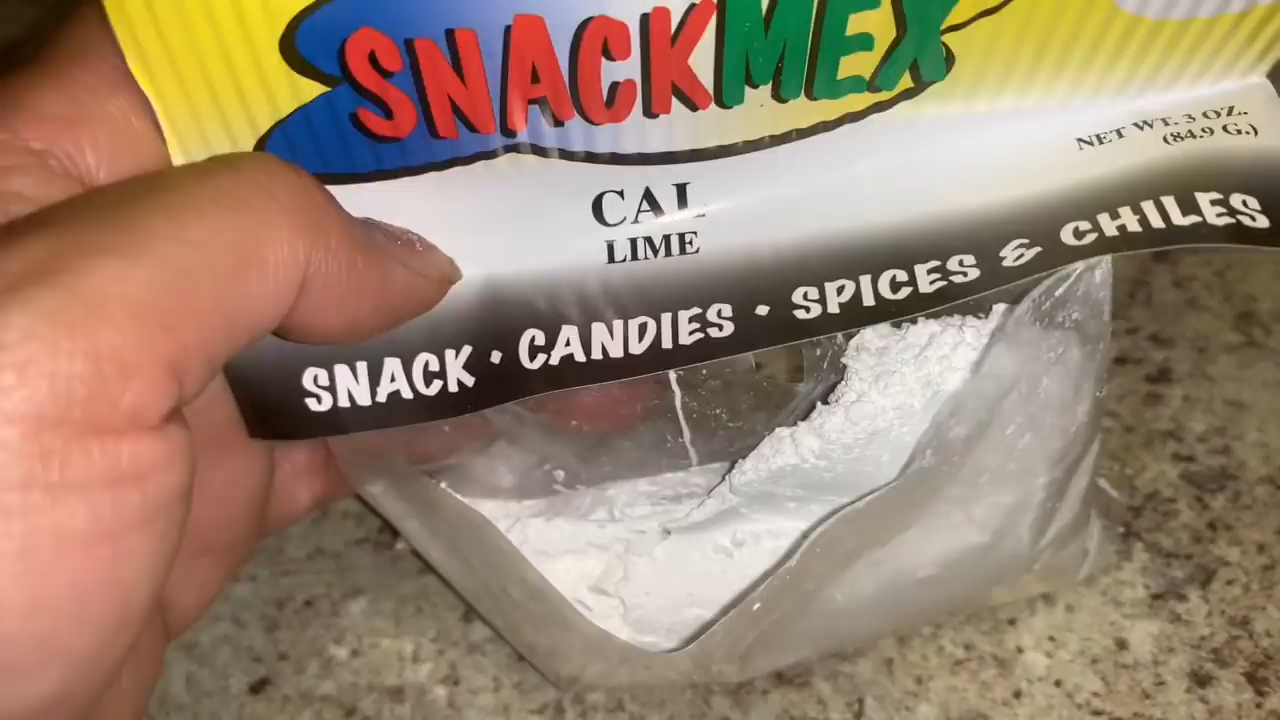 SNACKMEX
NET WT. 3 OZ.
(84.9 G.)
CAL
LIME
SNACK · CANDIES · SPICES & CHILES